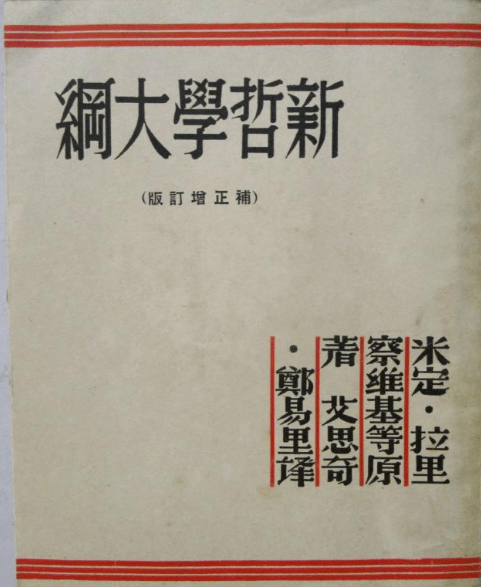 新哲學大綱
(補正增訂版)
米定·拉里
察維基等原
著 艾思奇
·鄭易里譯